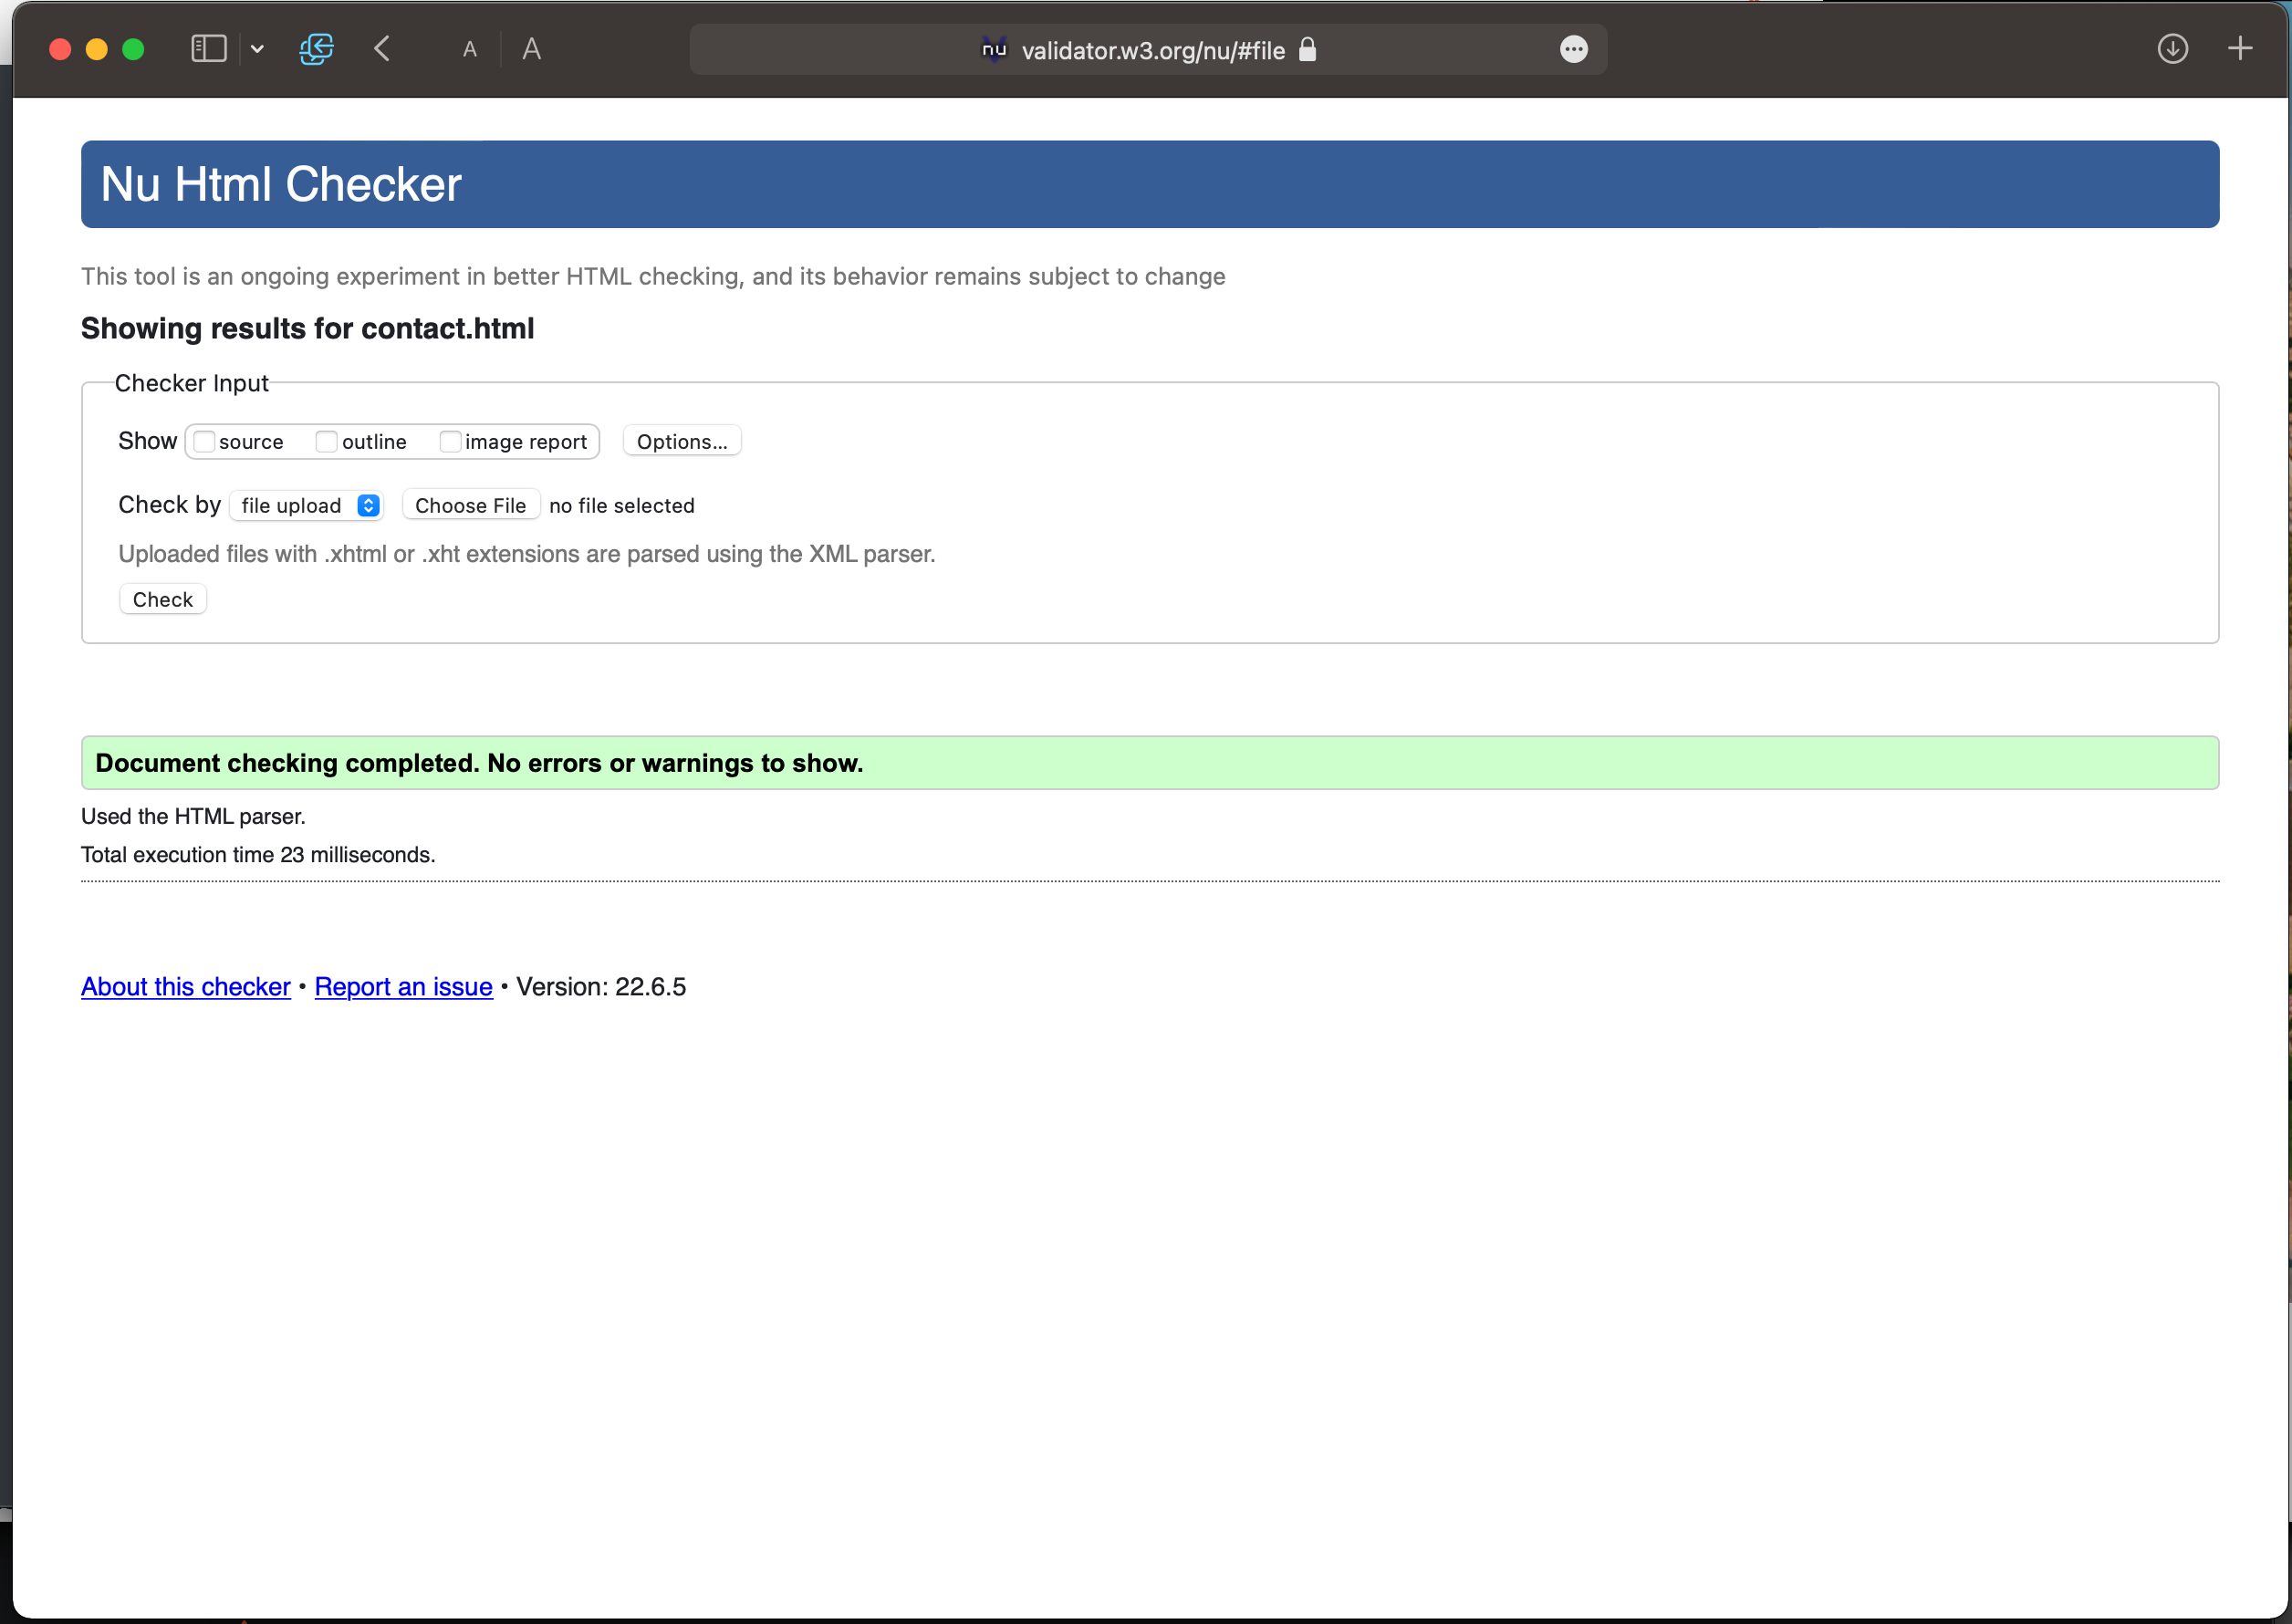 A A nu validator.w3.org/nu/#file
Nu Html Checker
This tool is an ongoing experiment in better HTML checking, and its behavior remains subject to change
Showing results for contact.html
Checker Input
Show source outline image report Options...
Check by file upload Choose File no file selected
Uploaded files with .xhtml or .xht extensions are parsed using the XML parser.
Check
Document checking completed. No errors or warnings to show.
Used the HTML parser.
Total execution time 23 milliseconds.
About this checker • Report an issue • Version: 22.6.5